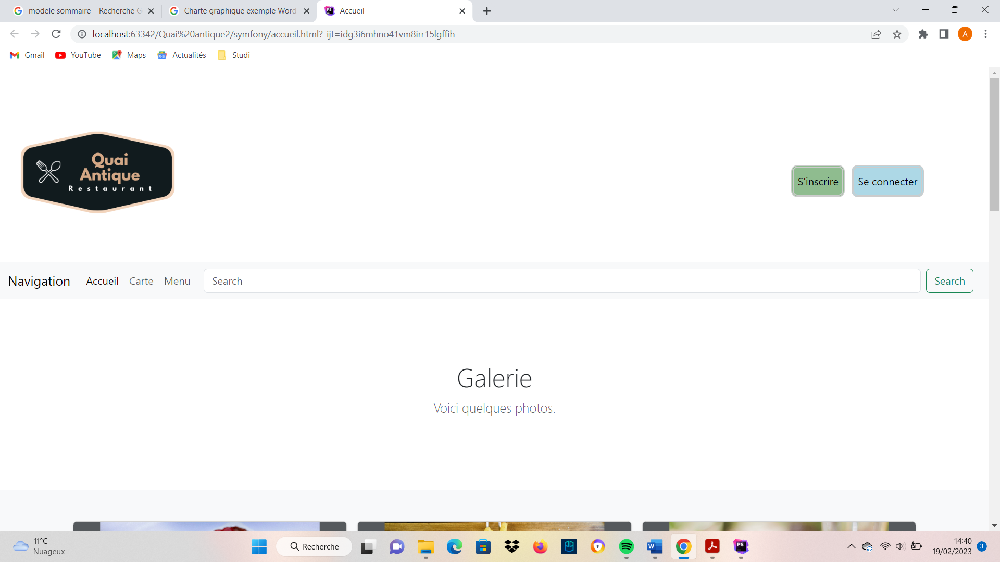 modele sommaire – Recherche G
Charte graphique exemple Word
Accueil
localhost:63342/Quai%20antique2/symfony/accueil.html?_ijt=idg3i6mhno41vm8irr15lgffih
A
Gmail
YouTube
Maps
Actualités
Studi
Quai
Antique
Restaurant
S'inscrire
Se connecter
Navigation
Accueil
Carte
Menu
Search
Search
Galerie
Voici quelques photos.
11°C
Nuageux
Recherche
14:40
19/02/2023
3